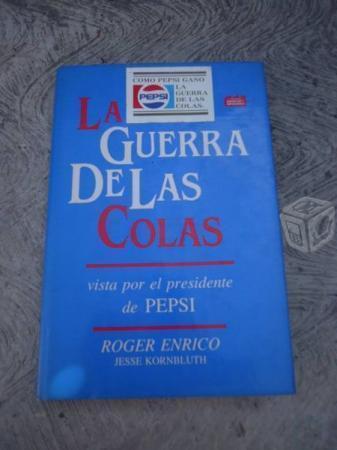 COMO PEPSI GANO
PEPSI
LA
GUERRA
DE LAS
COLAS
LA
GUERRA
DE LAS
COLAS
vista por el presidente
de PEPSI
ROGER ENRICO
JESSE KORNBLUTH